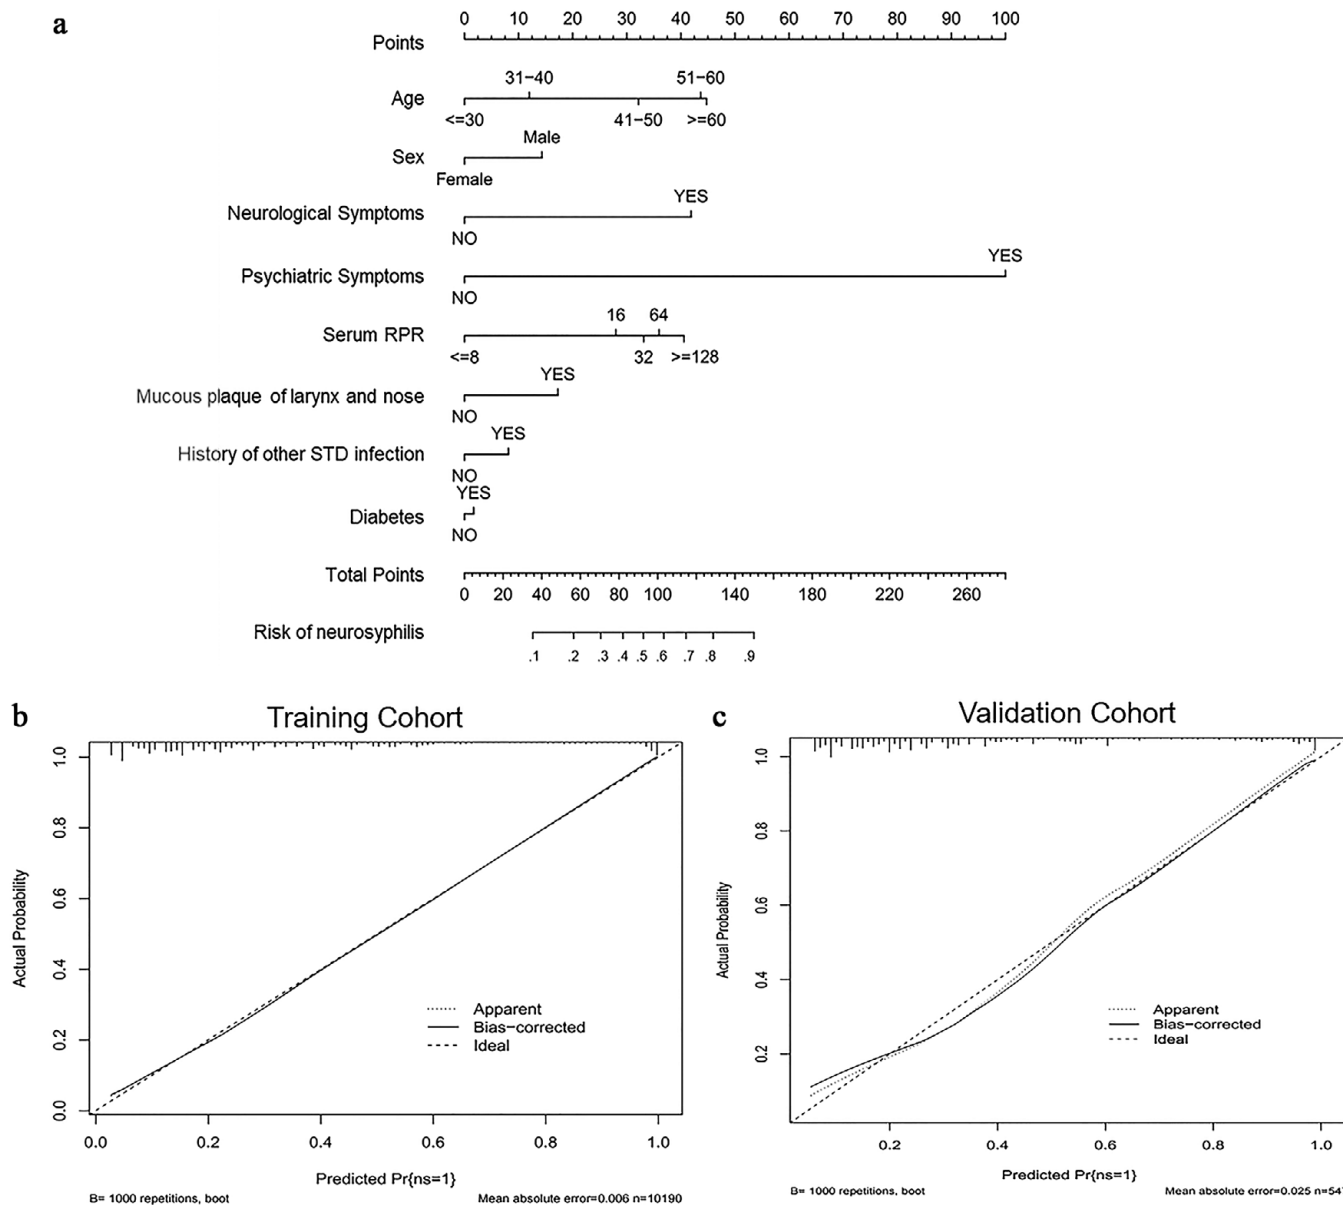 a
0 10 20 30 40 50 60 70 80 90 100
Points
31−40 51−60
Age
<=30 41−50 >=60
Male
Sex
Female
YES
Neurological Symptoms
NO
YES
Psychiatric Symptoms
NO
16 64
Serum RPR
<=8 32 >=128
YES
Mucous plaque of larynx and nose
NO
YES
History of other STD infection
NO
YES
Diabetes
NO
Total Points
0 20 40 60 80 100 140 180 220 260
Risk of neurosyphilis
.1 .2 .3 .4 .5 .6 .7 .8 .9
b
Training Cohort
1.0
0.8
0.6
0.4
0.2
0.0
Actual Probability
Apparent
Bias−corrected
Ideal
0.0 0.2 0.4 0.6 0.8 1.0
Predicted Pr{ns=1}
B= 1000 repetitions, boot
Mean absolute error=0.006 n=10190
c
Validation Cohort
1.0
0.8
0.6
0.4
0.2
Actual Probability
Apparent
Bias−corrected
Ideal
0.2 0.4 0.6 0.8 1.0
Predicted Pr{ns=1}
B= 1000 repetitions, boot
Mean absolute error=0.025